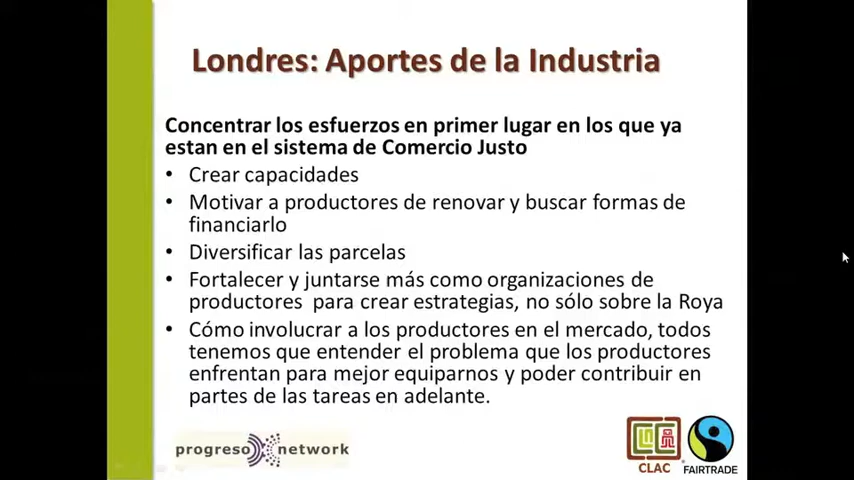 Londres: Aportes de la Industria
Concentrar los esfuerzos en primer lugar en los que ya
estan en el sistema de Comercio Justo
• Crear capacidades
• Motivar a productores de renovar y buscar formas de
financiarlo
• Diversificar las parcelas
• Fortalecer y juntarse más como organizaciones de
productores para crear estrategias, no sólo sobre la Roya
• Cómo involucrar a los productores en el mercado, todos
tenemos que entender el problema que los productores
enfrentan para mejor equiparnos y poder contribuir en
partes de las tareas en adelante.
progreso network
CLAC
FAIRTRADE